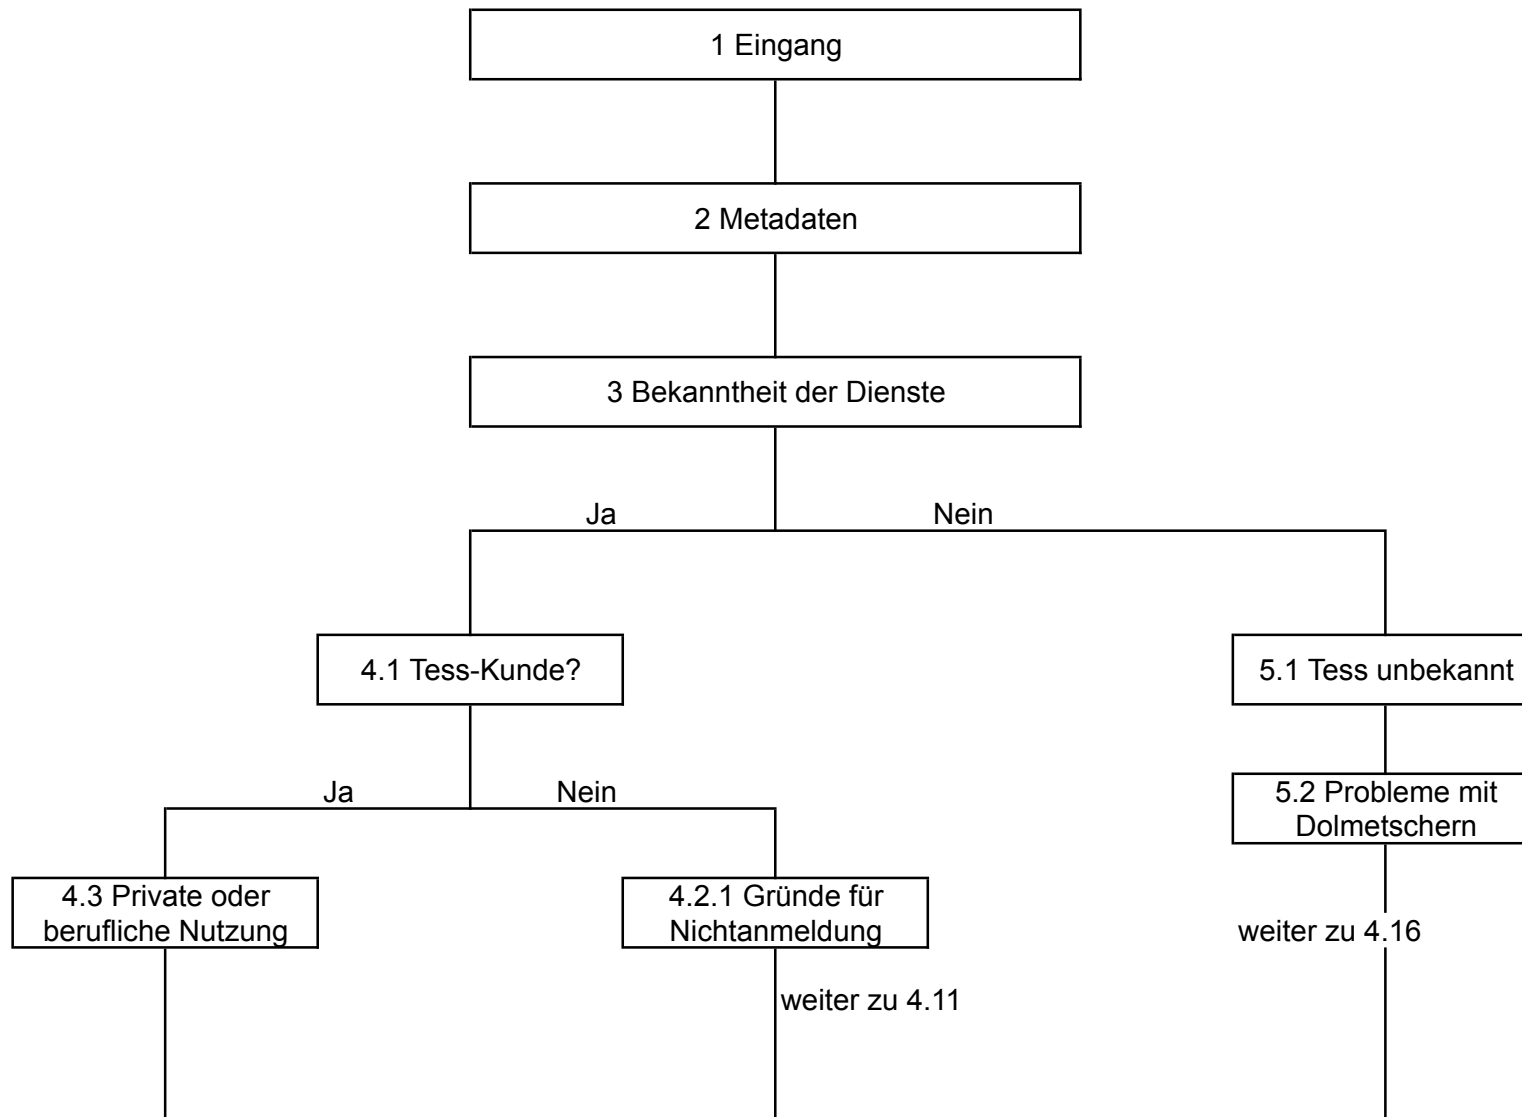 1 Eingang
2 Metadaten
3 Bekanntheit der Dienste
Ja
Nein
4.1 Tess-Kunde?
5.1 Tess unbekannt
Ja
Nein
5.2 Probleme mit
Dolmetschern
4.3 Private oder
berufliche Nutzung
4.2.1 Gründe für
Nichtanmeldung
weiter zu 4.16
weiter zu 4.11